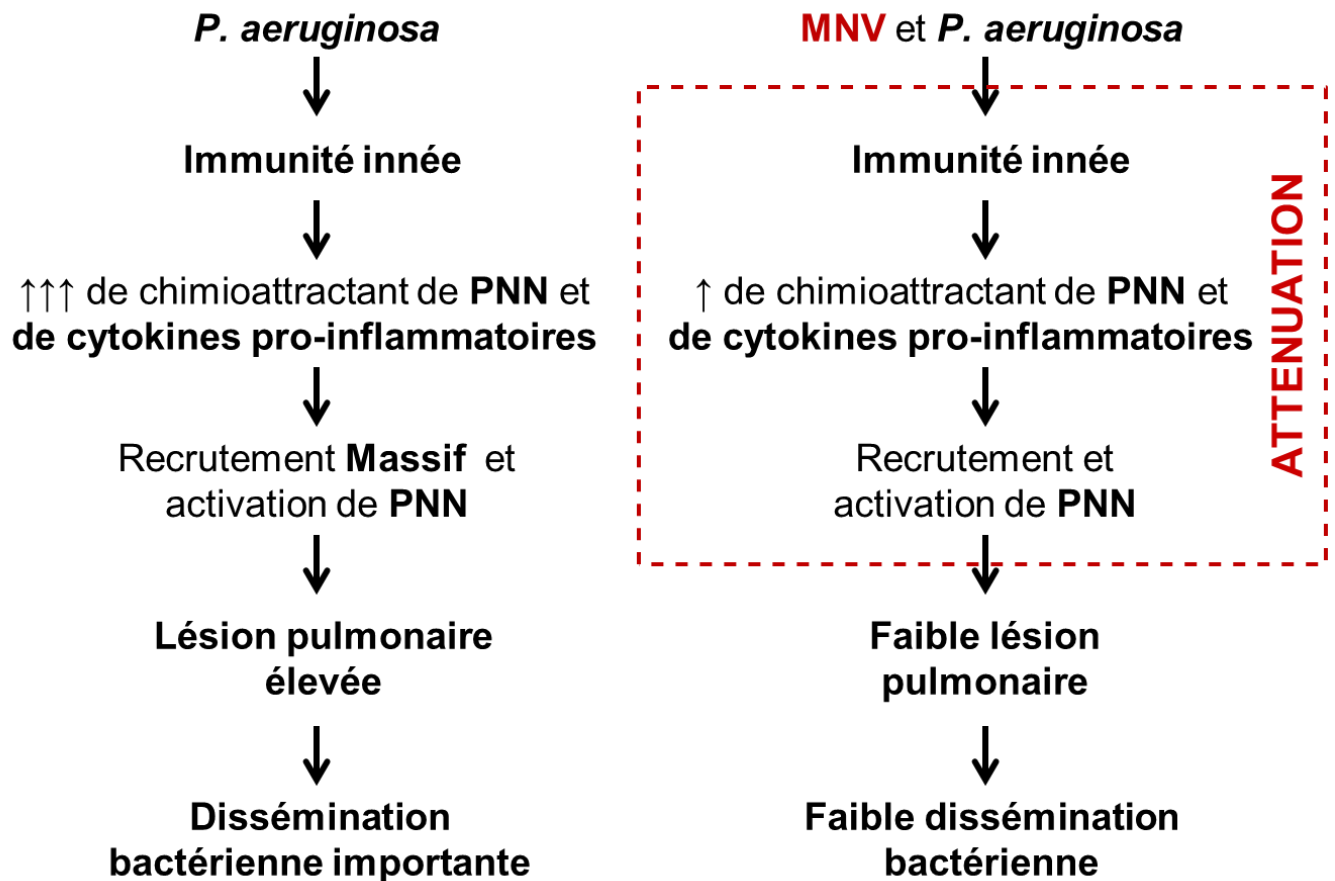 P. aeruginosa
Immunité innée
↑↑↑ de chimioattractant de PNN et
de cytokines pro-inflammatoires
Recrutement Massif et
activation de PNN
Lésion pulmonaire
élevée
Dissémination
bactérienne importante
MNV et P. aeruginosa
Immunité innée
↑ de chimioattractant de PNN et
de cytokines pro-inflammatoires
Recrutement et
activation de PNN
Faible lésion
pulmonaire
Faible dissémination
bactérienne
ATTENUATION